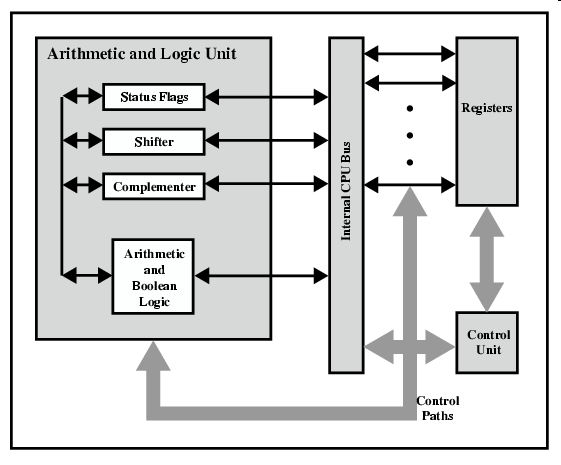 Arithmetic and Logic Unit
Status Flags
Shifter
Complementer
Arithmetic
and
Boolean
Logic
Internal CPU Bus
Registers
Control
Unit
Control
Paths